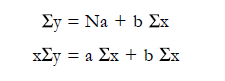 Σy = Na + b Σx
xΣy = a Σx + b Σx